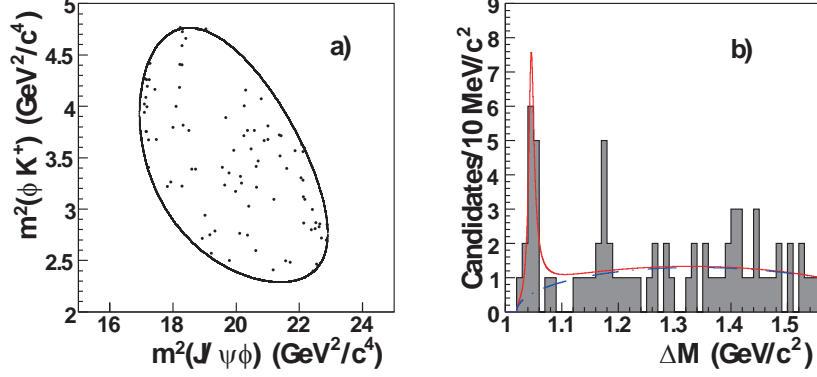 a)
m²(φ K⁺) (GeV²/c⁴)
5
4.5
4
3.5
3
2.5
2
16 18 20 22 24
m²(J/ψφ) (GeV²/c⁴)
b)
Candidates/10 MeV/c²
9
8
7
6
5
4
3
2
1
0
1 1.1 1.2 1.3 1.4 1.5
ΔM (GeV/c²)